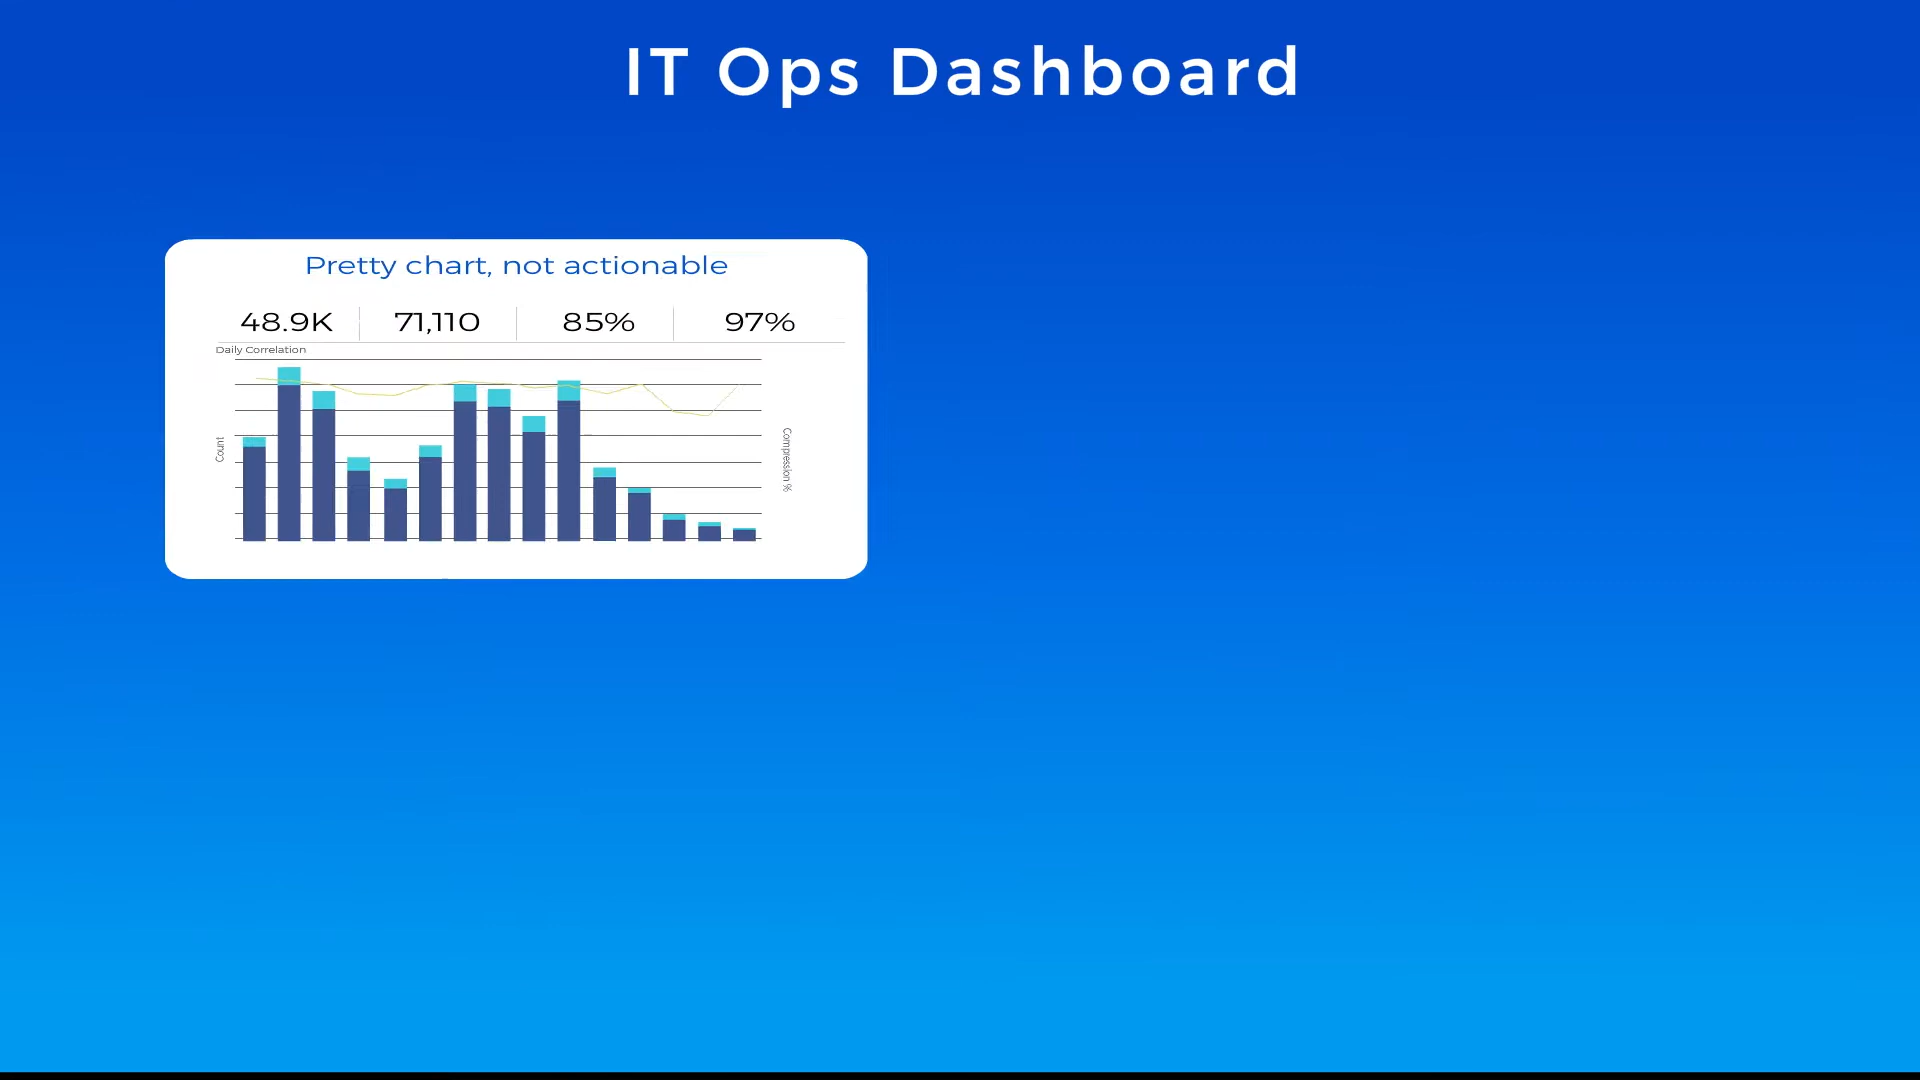 IT Ops Dashboard
Pretty chart, not actionable
48.9K 71,110 85% 97%
Daily Correlation
Count
Compression %